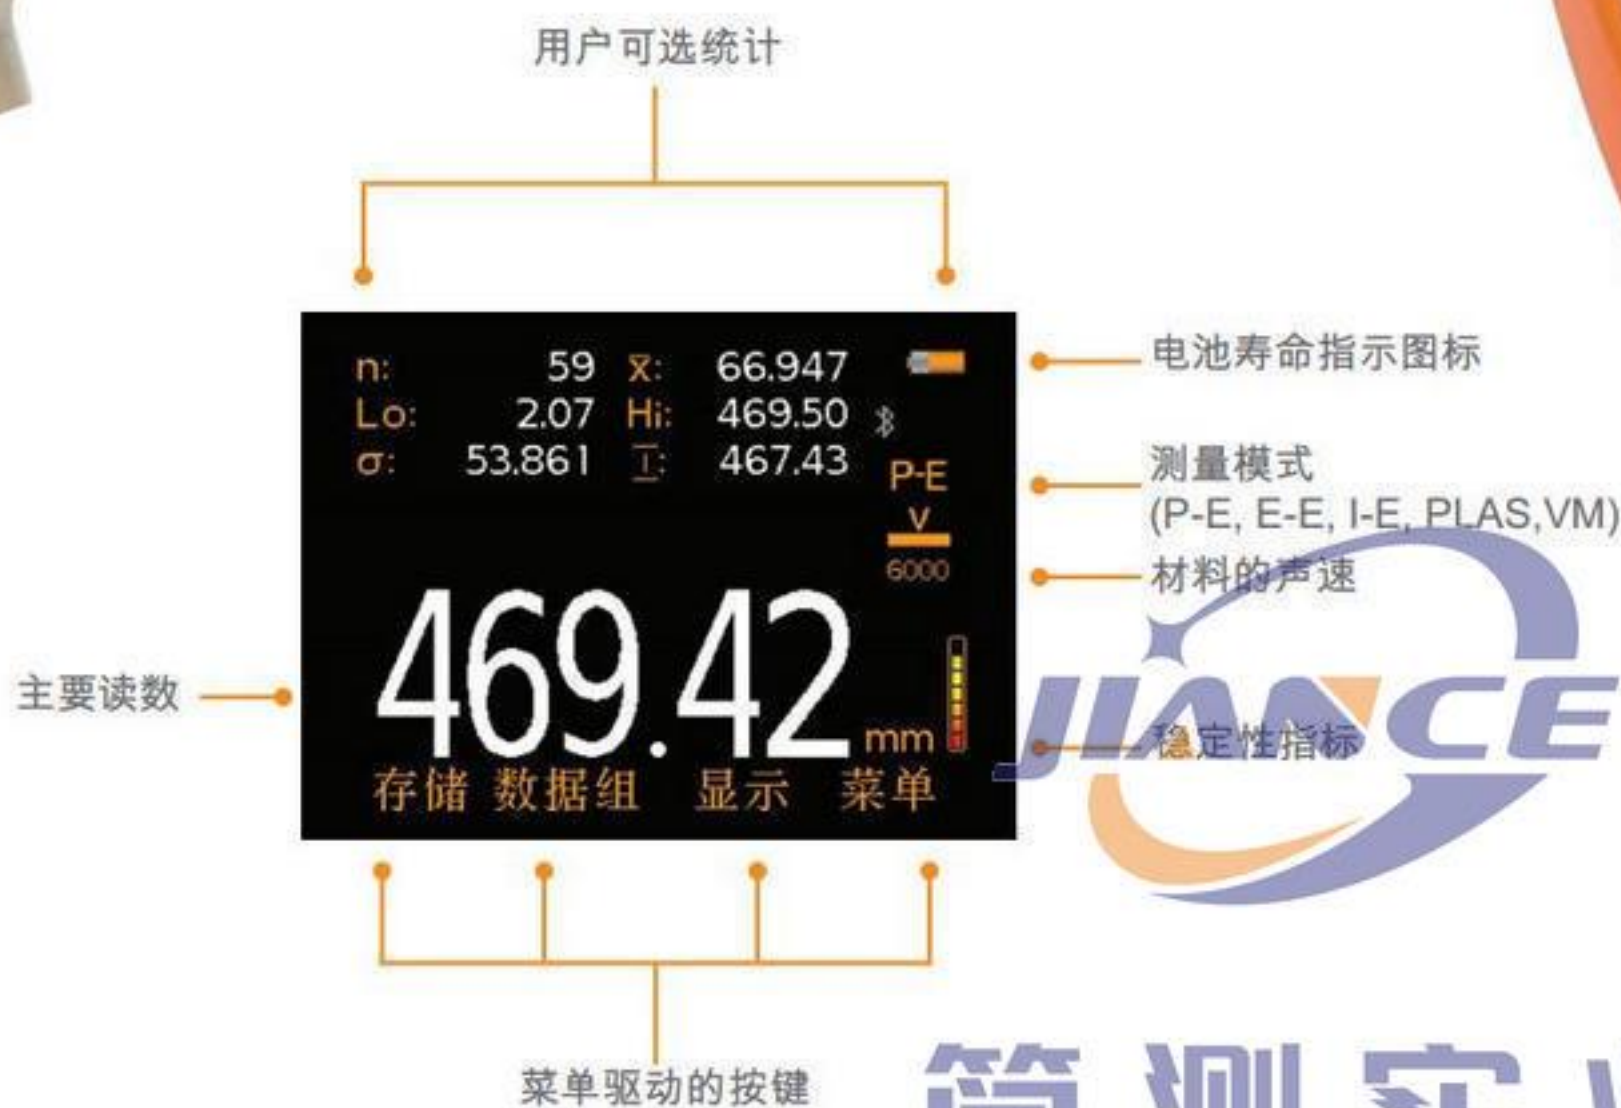 用户可选统计
n: 59 x̅: 66.947
Lo: 2.07 Hi: 469.50
σ: 53.861 工: 467.43
P-E
V
6000
469.42 mm
存储 数据组 显示 菜单
电池寿命指示图标
测量模式
(P-E, E-E, I-E, PLAS,VM)
材料的声速
稳定性指标
主要读数
菜单驱动的按键
JIANCE